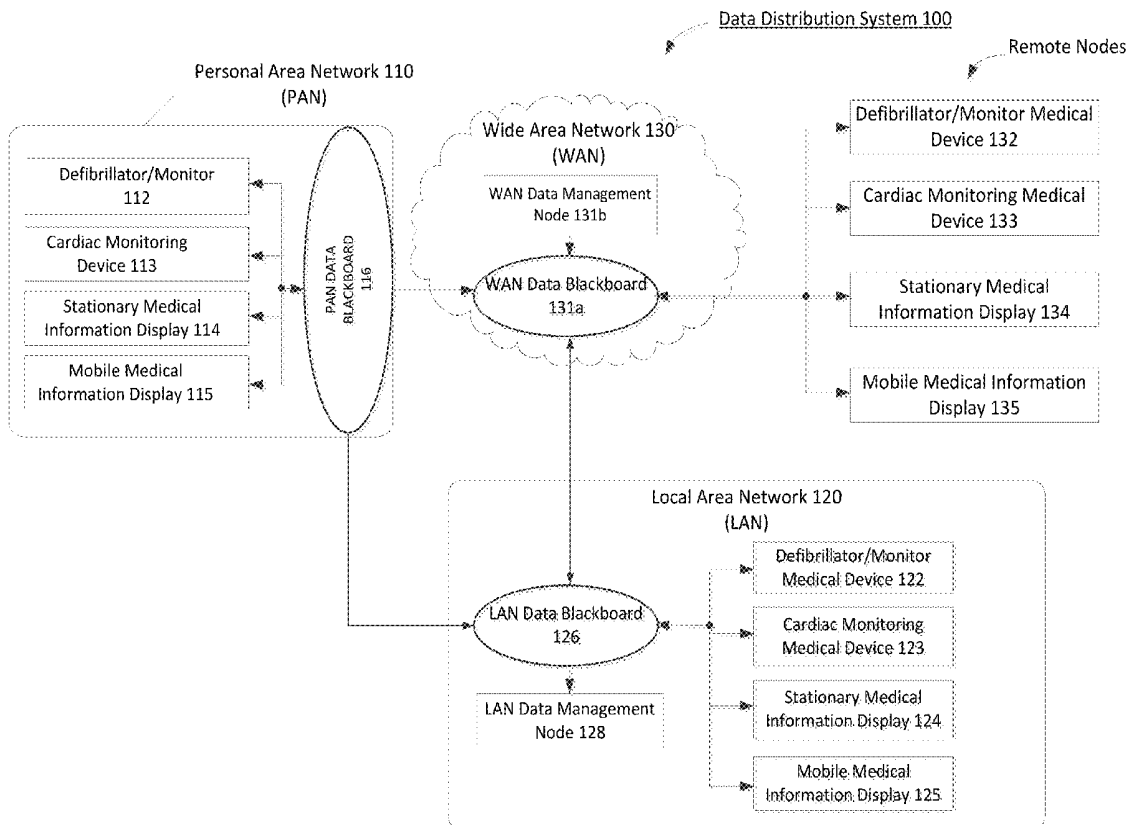 Data Distribution System 100
Remote Nodes
Personal Area Network 110
(PAN)
Defibrillator/Monitor
112
Cardiac Monitoring
Device 113
Stationary Medical
Information Display 114
Mobile Medical
Information Display 115
PAN DATA
BLACKBOARD
116
Wide Area Network 130
(WAN)
WAN Data Management
Node 131b
WAN Data Blackboard
131a
Defibrillator/Monitor Medical
Device 132
Cardiac Monitoring Medical
Device 133
Stationary Medical
Information Display 134
Mobile Medical Information
Display 135
Local Area Network 120
(LAN)
LAN Data Blackboard
126
LAN Data Management
Node 128
Defibrillator/Monitor
Medical Device 122
Cardiac Monitoring
Medical Device 123
Stationary Medical
Information Display 124
Mobile Medical
Information Display 125